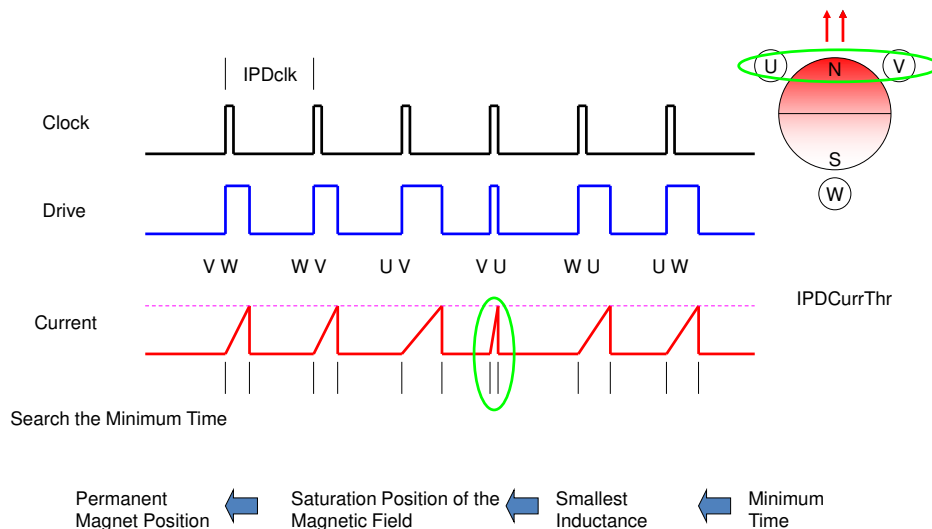 IPDclk
U
N
V
Clock
S
W
Drive
V W
W V
U V
V U
W U
U W
IPDCurrThr
Current
Search the Minimum Time
Permanent
Magnet Position
Saturation Position of the
Magnetic Field
Smallest
Inductance
Minimum
Time